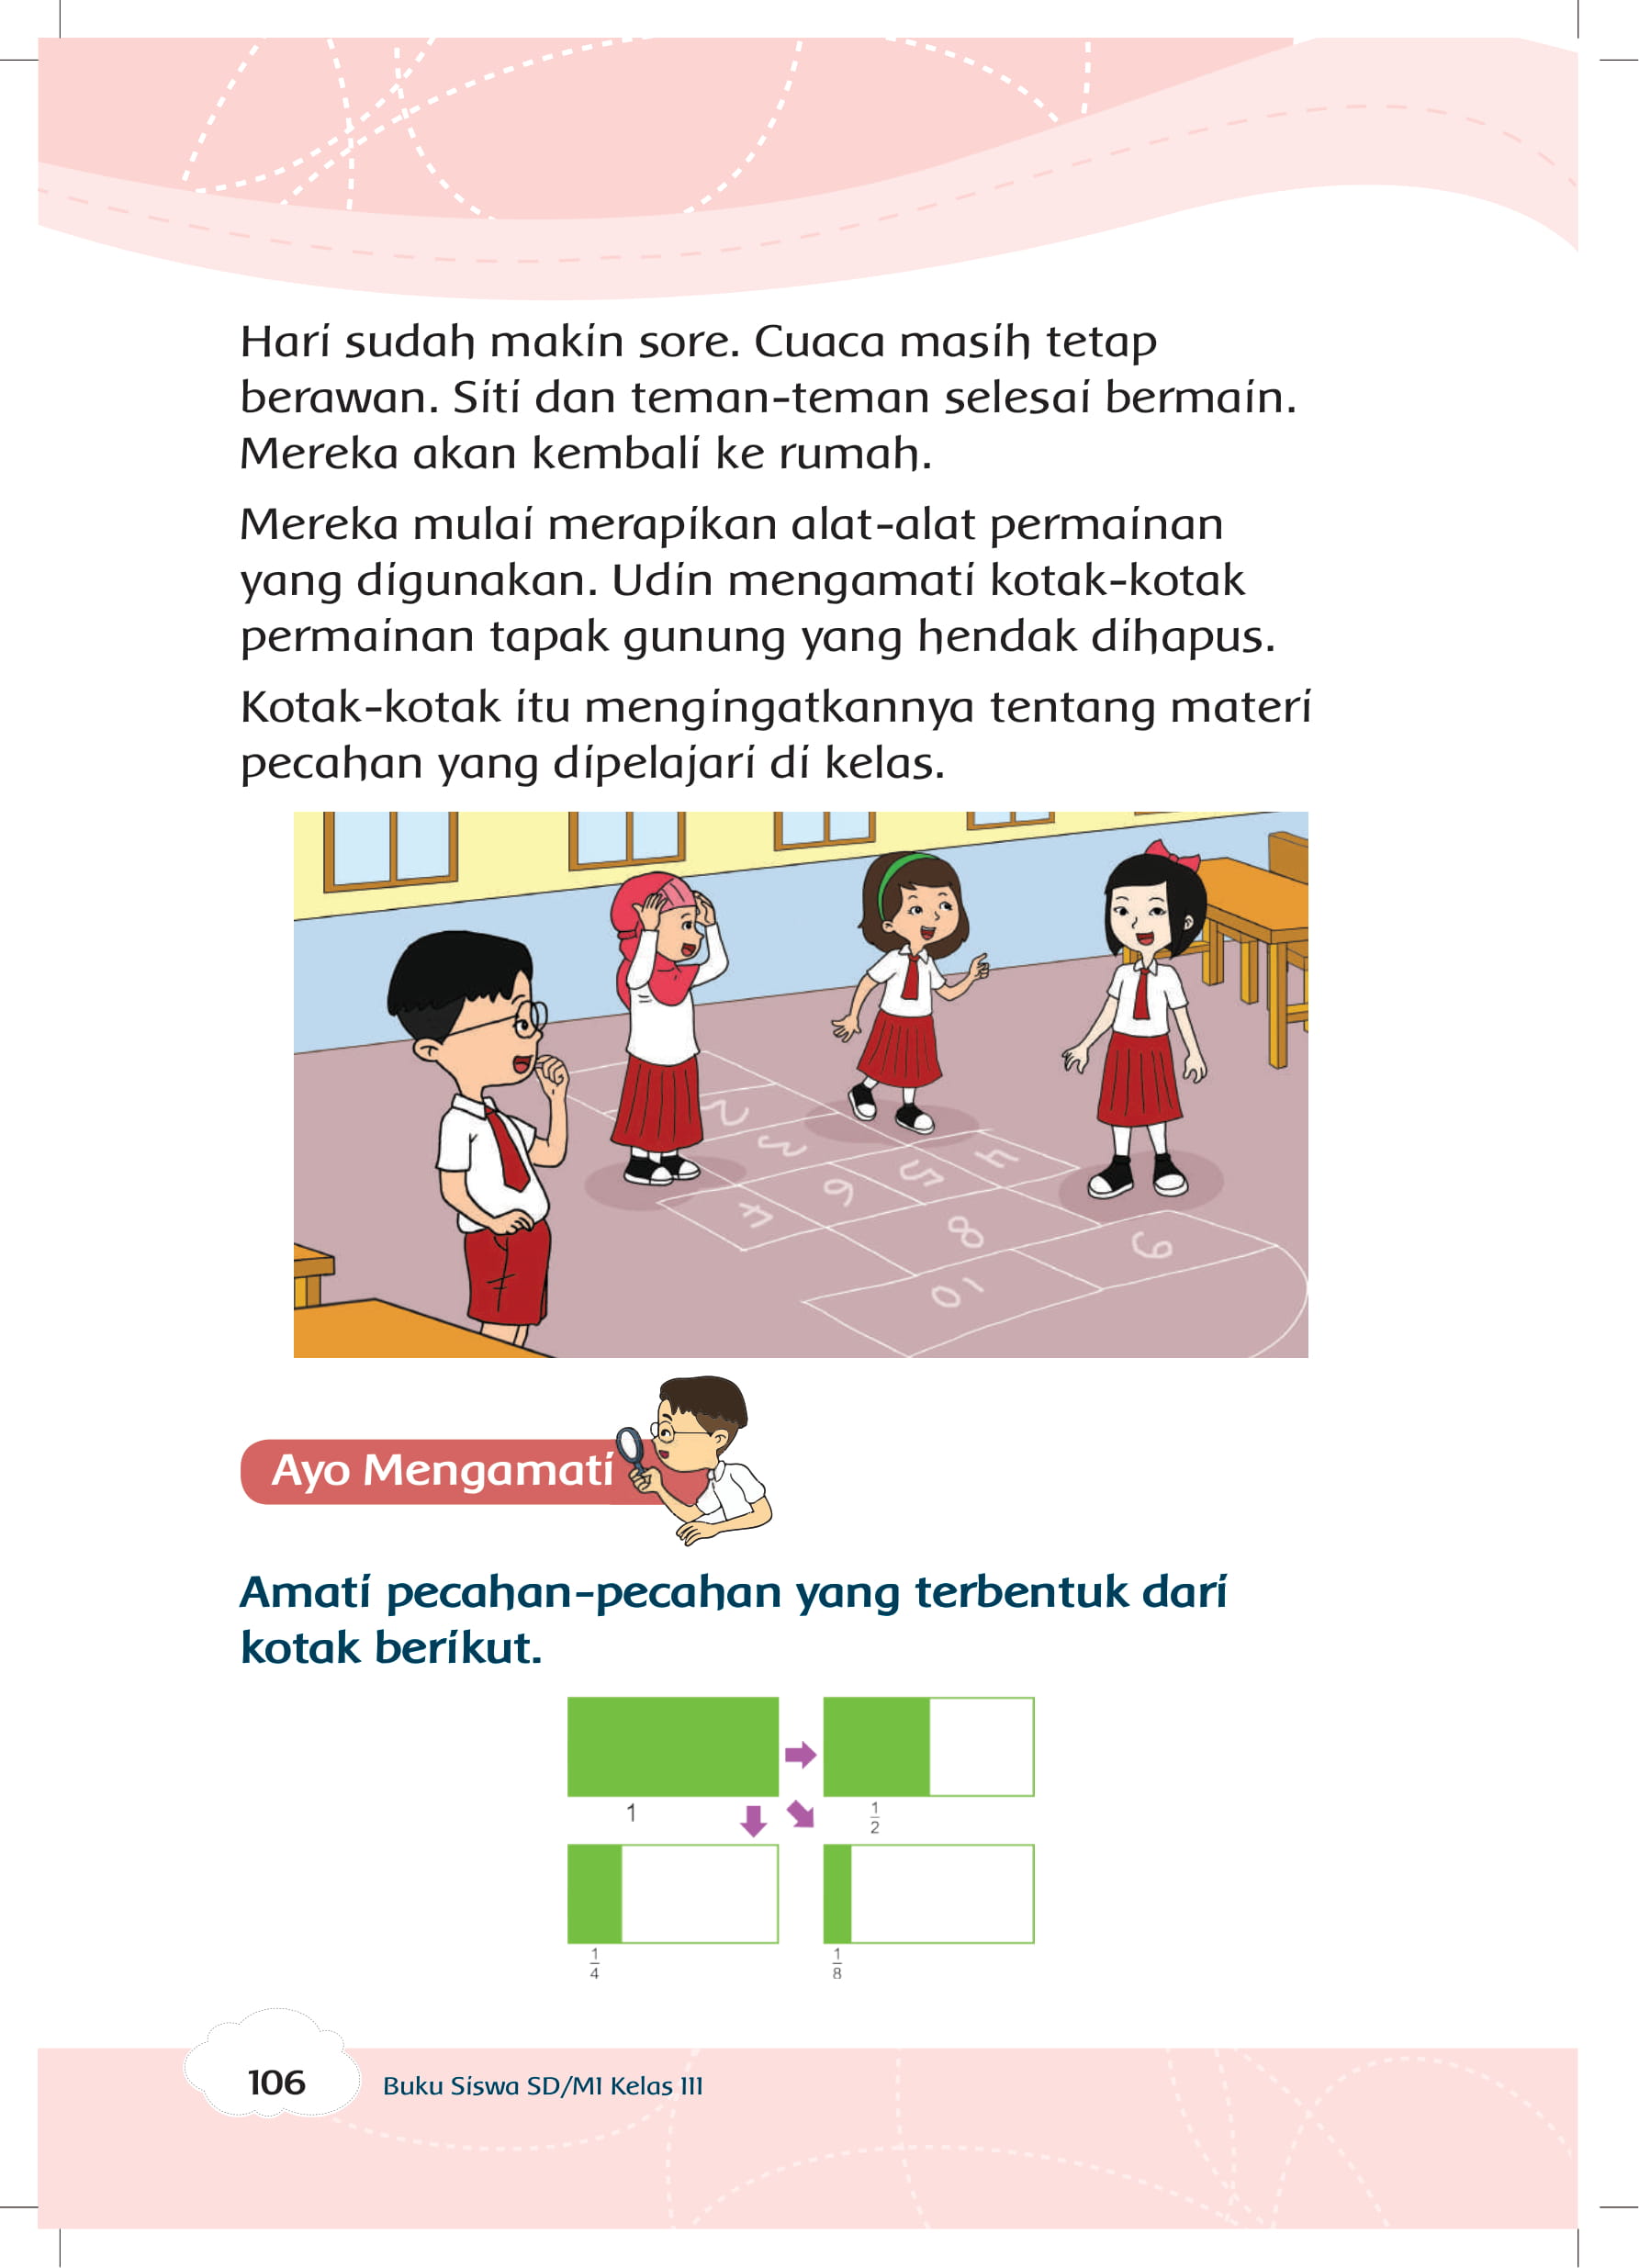 Hari sudah makin sore. Cuaca masih tetap
berawan. Siti dan teman-teman selesai bermain.
Mereka akan kembali ke rumah.
Mereka mulai merapikan alat-alat permainan
yang digunakan. Udin mengamati kotak-kotak
permainan tapak gunung yang hendak dihapus.
Kotak-kotak itu mengingatkannya tentang materi
pecahan yang dipelajari di kelas.
2
3
4
5
6
4
8
9
10
Ayo Mengamati
Amati pecahan-pecahan yang terbentuk dari
kotak berikut.
1
1/2
1/4
1/8
106
Buku Siswa SD/MI Kelas III